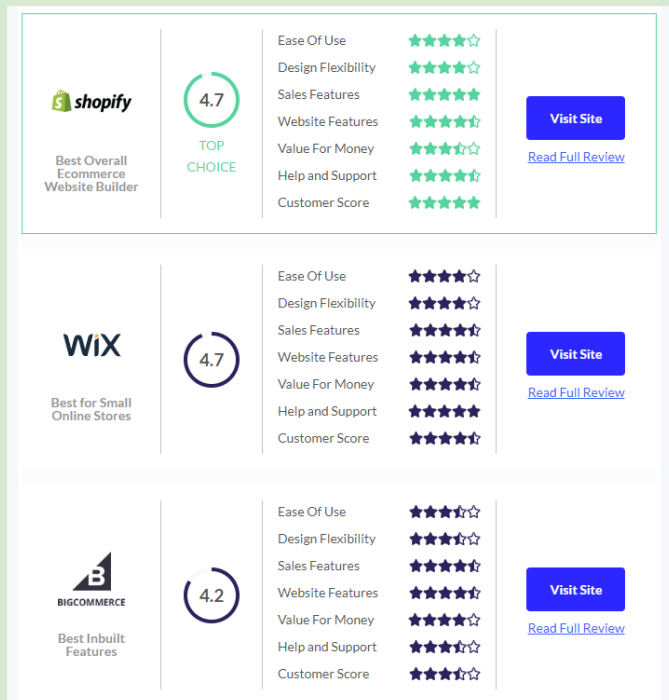 shopify
Best Overall
Ecommerce
Website Builder
4.7
TOP
CHOICE
Ease Of Use
Design Flexibility
Sales Features
Website Features
Value For Money
Help and Support
Customer Score
Visit Site
Read Full Review
WiX
Best for Small
Online Stores
4.7
Ease Of Use
Design Flexibility
Sales Features
Website Features
Value For Money
Help and Support
Customer Score
Visit Site
Read Full Review
B
BIGCOMMERCE
Best Inbuilt
Features
4.2
Ease Of Use
Design Flexibility
Sales Features
Website Features
Value For Money
Help and Support
Customer Score
Visit Site
Read Full Review